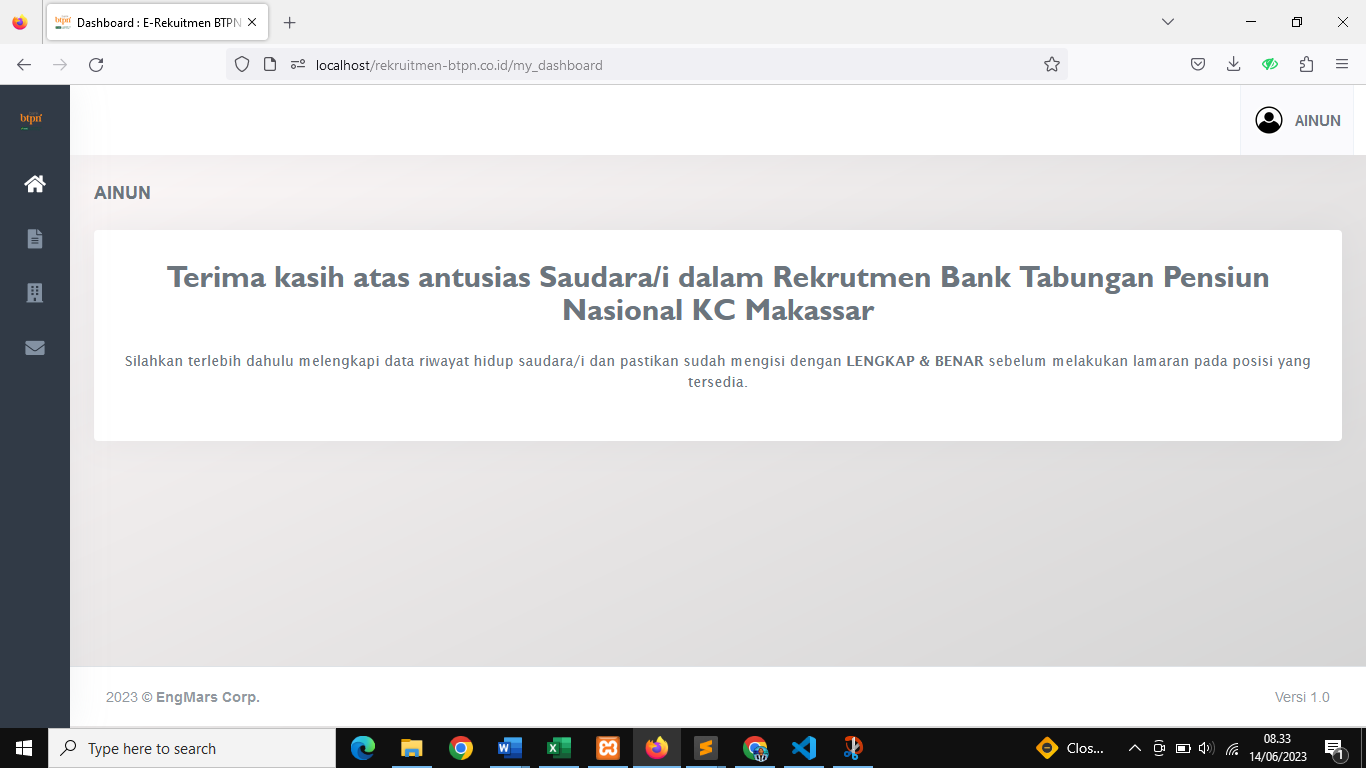 Dashboard : E-Rekuitmen BTPN
localhost/rekruitmen-btpn.co.id/my_dashboard
btpn
AINUN
AINUN
Terima kasih atas antusias Saudara/i dalam Rekrutmen Bank Tabungan Pensiun
Nasional KC Makassar
Silahkan terlebih dahulu melengkapi data riwayat hidup saudara/i dan pastikan sudah mengisi dengan LENGKAP & BENAR sebelum melakukan lamaran pada posisi yang
tersedia.
2023 © EngMars Corp.
Versi 1.0
Type here to search
Clos...
08.33
14/06/2023
1